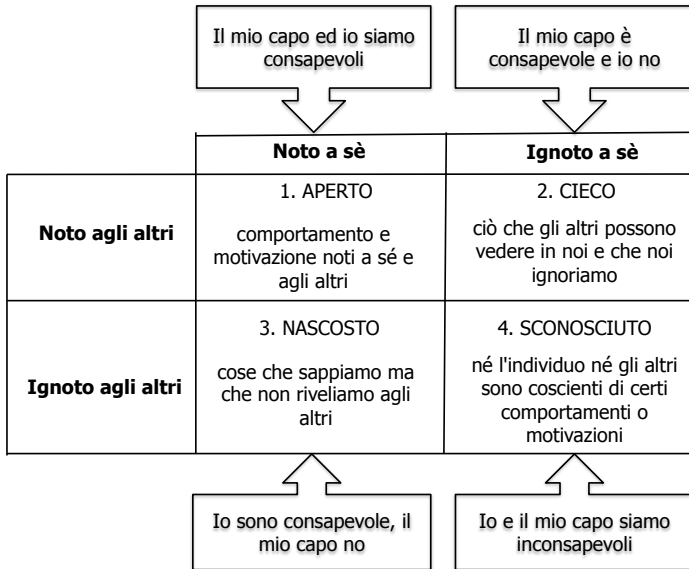 Il mio capo ed io siamo
consapevoli
Il mio capo è
consapevole e io no
Noto a sè
Ignoto a sè
Noto agli altri
1. APERTO
comportamento e
motivazione noti a sé e
agli altri
2. CIECO
ciò che gli altri possono
vedere in noi e che noi
ignoriamo
Ignoto agli altri
3. NASCOSTO
cose che sappiamo ma
che non riveliamo agli
altri
4. SCONOSCIUTO
né l'individuo né gli altri
sono coscienti di certi
comportamenti o
motivazioni
Io sono consapevole, il
mio capo no
Io e il mio capo siamo
inconsapevoli